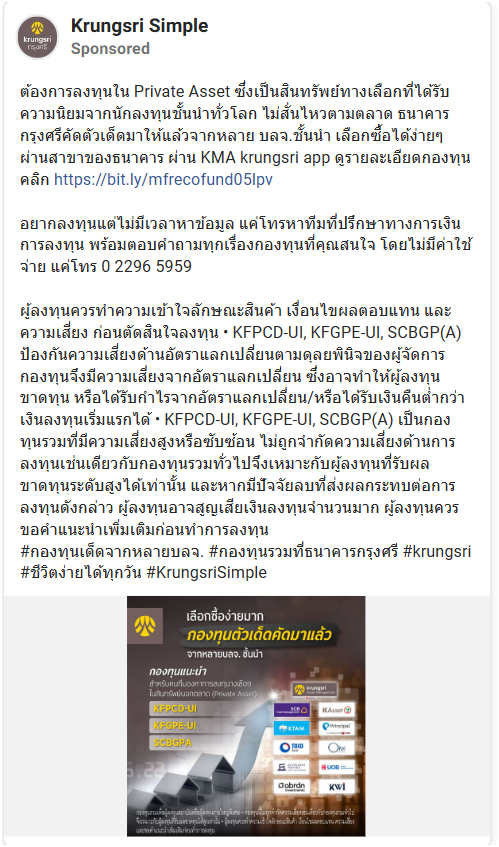 Krungsri Simple
Sponsored
ต้องการลงทุนใน Private Asset ซึ่งเป็นสินทรัพย์ทางเลือกที่ได้รับ
ความนิยมจากนักลงทุนชั้นนำทั่วโลก ไม่สั่นไหวตามตลาด ธนาคาร
กรุงศรีคัดตัวเด็ดมาให้แล้วจากหลาย บลจ.ชั้นนำ เลือกซื้อได้ง่ายๆ
ผ่านสาขาของธนาคาร ผ่าน KMA krungsri app ดูรายละเอียดกองทุน
คลิก https://bit.ly/mfrecofund05lpv
อยากลงทุนแต่ไม่มีเวลาหาข้อมูล แค่โทรหาทีมที่ปรึกษาทางการเงิน
การลงทุน พร้อมตอบคำถามทุกเรื่องกองทุนที่คุณสนใจ โดยไม่มีค่าใช้
จ่าย แค่โทร 0 2296 5959
ผู้ลงทุนควรทำความเข้าใจลักษณะสินค้า เงื่อนไขผลตอบแทน และ
ความเสี่ยง ก่อนตัดสินใจลงทุน • KFPCD-UI, KFGPE-UI, SCBGP(A)
ป้องกันความเสี่ยงด้านอัตราแลกเปลี่ยนตามดุลยพินิจของผู้จัดการ
กองทุนจึงมีความเสี่ยงจากอัตราแลกเปลี่ยน ซึ่งอาจทำให้ผู้ลงทุน
ขาดทุน หรือได้รับกำไรจากอัตราแลกเปลี่ยน/หรือได้รับเงินคืนต่ำกว่า
เงินลงทุนเริ่มแรกได้ • KFPCD-UI, KFGPE-UI, SCBGP(A) เป็นกอง
ทุนรวมที่มีความเสี่ยงสูงหรือซับซ้อน ไม่ถูกจำกัดความเสี่ยงด้านการ
ลงทุนเช่นเดียวกับกองทุนรวมทั่วไปจึงเหมาะกับผู้ลงทุนที่รับผล
ขาดทุนระดับสูงได้เท่านั้น และหากมีปัจจัยลบที่ส่งผลกระทบต่อการ
ลงทุนดังกล่าว ผู้ลงทุนอาจสูญเสียเงินลงทุนจำนวนมาก ผู้ลงทุนควร
ขอคำแนะนำเพิ่มเติมก่อนทำการลงทุน
#กองทุนเด็ดจากหลายบลจ. #กองทุนรวมที่ธนาคารกรุงศรี #krungsri
#ชีวิตง่ายได้ทุกวัน #KrungsriSimple
krungsri
กรุงศรี
เลือกซื้อง่ายมาก
กองทุนตัวเด็ดคัดมาแล้ว
จากหลายบลจ. ชั้นนำ
กองทุนแนะนำ
สำหรับคนที่มองหาการลงทุนทางเลือก
ในสินทรัพย์นอกตลาด (Private Asset)
KFPCD-UI
KFGPE-UI
SCBGPA
krungsri
SCB
KAsset
KTAM
Principal
One
UOB
abrdn
KWI